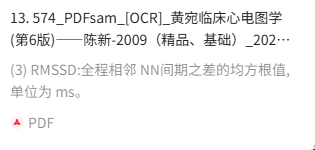 13. 574_PDFsam_[OCR]_黄宛临床心电图学
(第6版)——陈新-2009（精品、基础）_202…
(3) RMSSD:全程相邻 NN间期之差的均方根值,
单位为 ms。
PDF